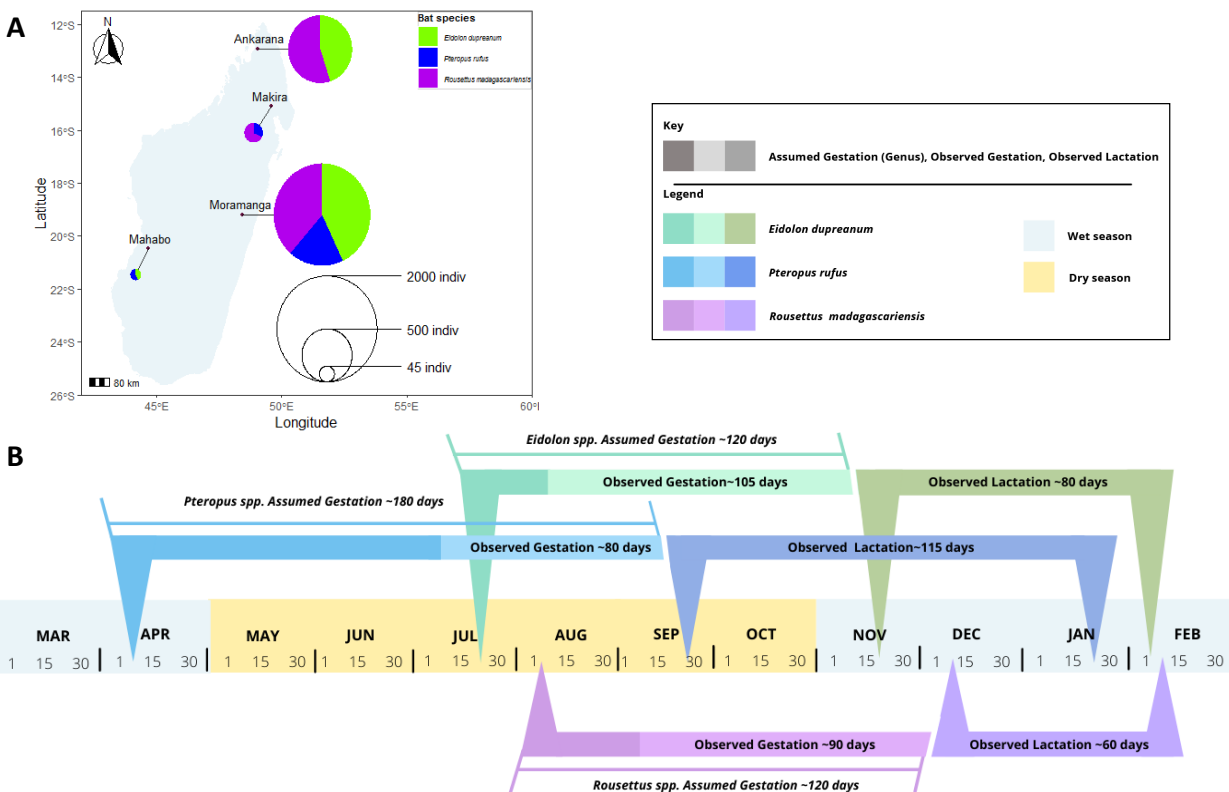 A
N
Bat species
Eidolon dupreanum
Pteropus rufus
Rousettus madagascariensis
Ankarana
Makira
Moramanga
Mahabo
2000 indiv
500 indiv
45 indiv
80 km
12°S
14°S
16°S
18°S
20°S
22°S
24°S
26°S
Latitude
45°E
50°E
55°E
60°
Longitude
Key
Assumed Gestation (Genus), Observed Gestation, Observed Lactation
Legend
Eidolon dupreanum
Pteropus rufus
Rousettus madagascariensis
Wet season
Dry season
B
Eidolon spp. Assumed Gestation ~120 days
Observed Gestation~105 days
Observed Lactation ~80 days
Pteropus spp. Assumed Gestation ~180 days
Observed Gestation ~80 days
Observed Lactation~115 days
MAR APR MAY JUN JUL AUG SEP OCT NOV DEC JAN FEB
1 15 30 1 15 30 1 15 30 1 15 30 1 15 30 1 15 30 1 15 30 1 15 30 1 15 30 1 15 30 1 15 30 1 15 30
Observed Gestation ~90 days
Observed Lactation ~60 days
Rousettus spp. Assumed Gestation ~120 days